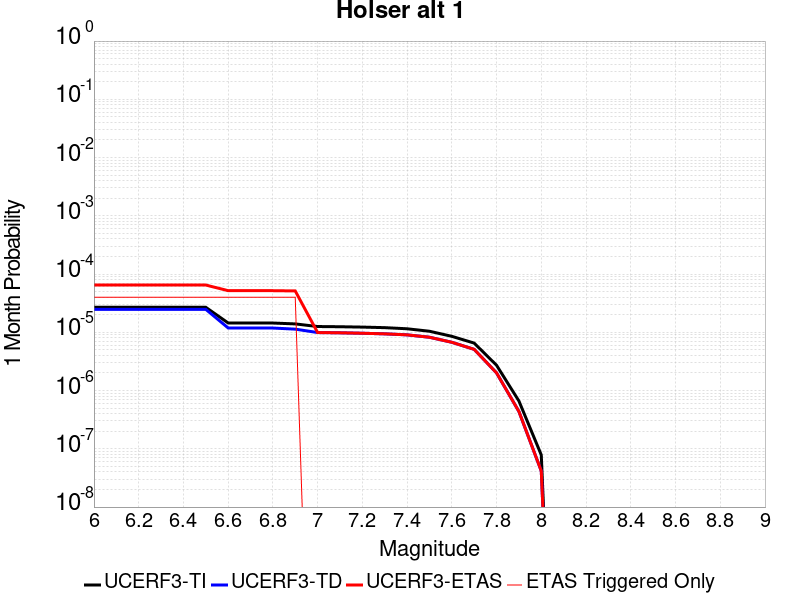 Holser alt 1
10^0
10^-1
10^-2
10^-3
10^-4
10^-5
10^-6
10^-7
10^-8
1 Month Probability
6 6.2 6.4 6.6 6.8 7 7.2 7.4 7.6 7.8 8 8.2 8.4 8.6 8.8 9
Magnitude
UCERF3-TI UCERF3-TD UCERF3-ETAS ETAS Triggered Only